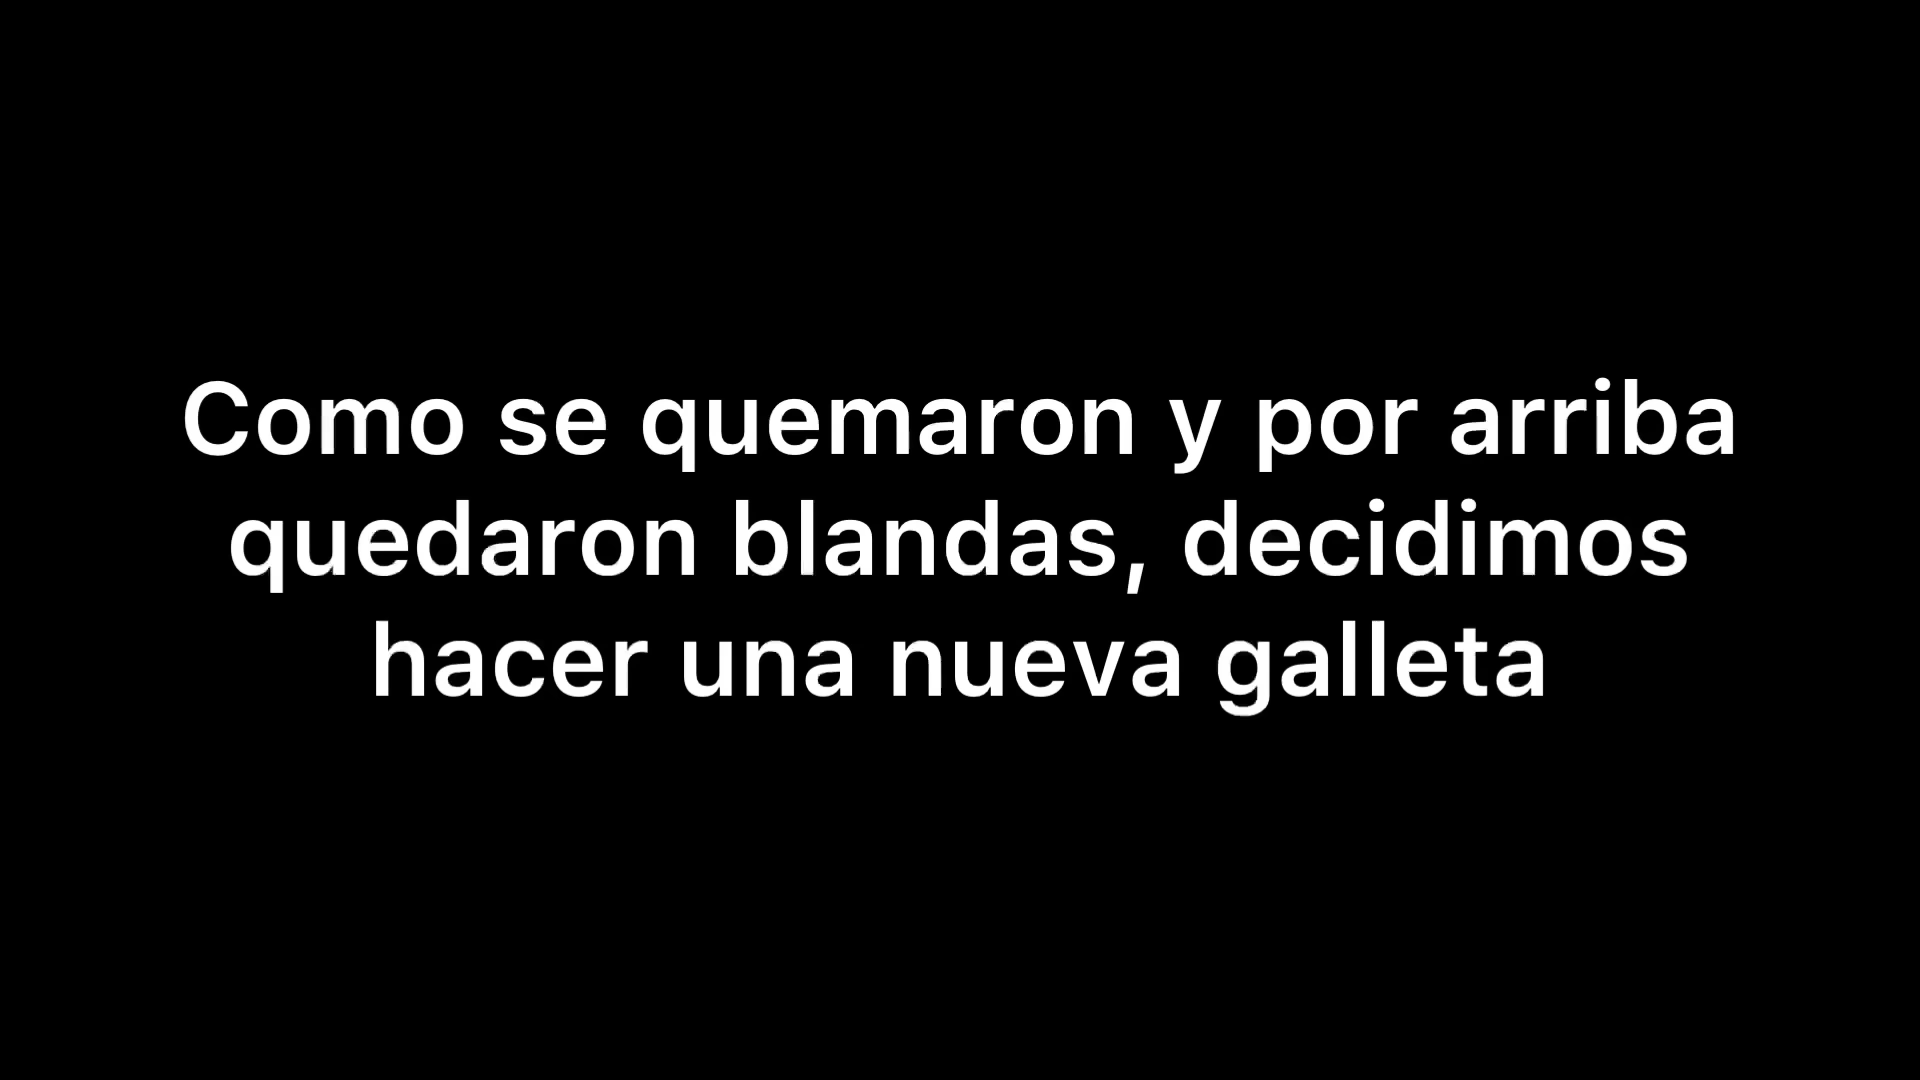 Como se quemaron y por arriba
quedaron blandas, decidimos
hacer una nueva galleta